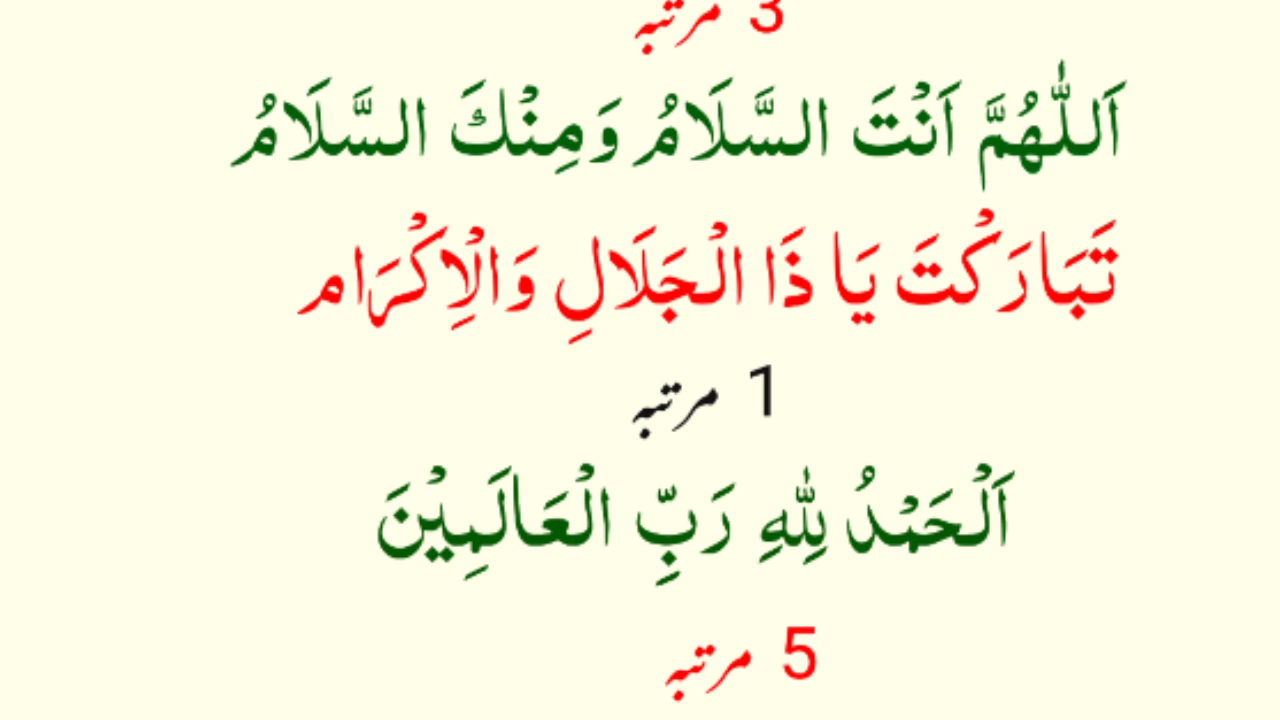 3 مرتبہ
اَللّٰهُمَّ اَنْتَ السَّلَامُ وَمِنْكَ السَّلَامُ
تَبَارَكْتَ يَا ذَا الْجَلَالِ وَالْاِكْرَام
1 مرتبہ
اَلْحَمْدُ لِلّٰهِ رَبِّ الْعَالَمِيْنَ
5 مرتبہ